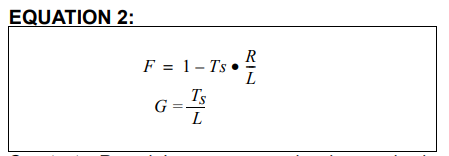 EQUATION 2:
F = 1 – Ts • R/L
G = Ts/L